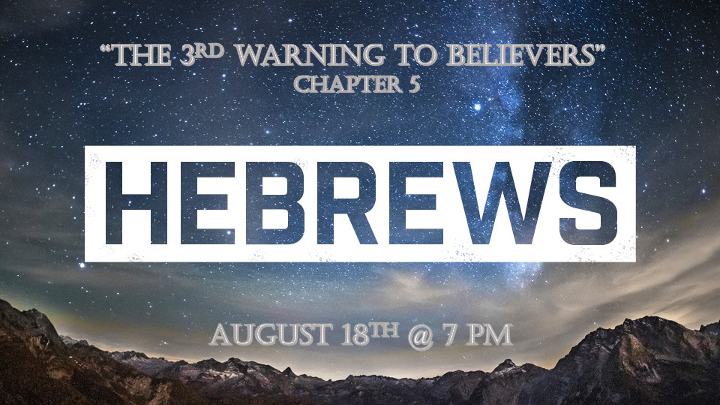 “THE 3RD WARNING TO BELIEVERS”
CHAPTER 5
HEBREWS
AUGUST 18TH @ 7 PM